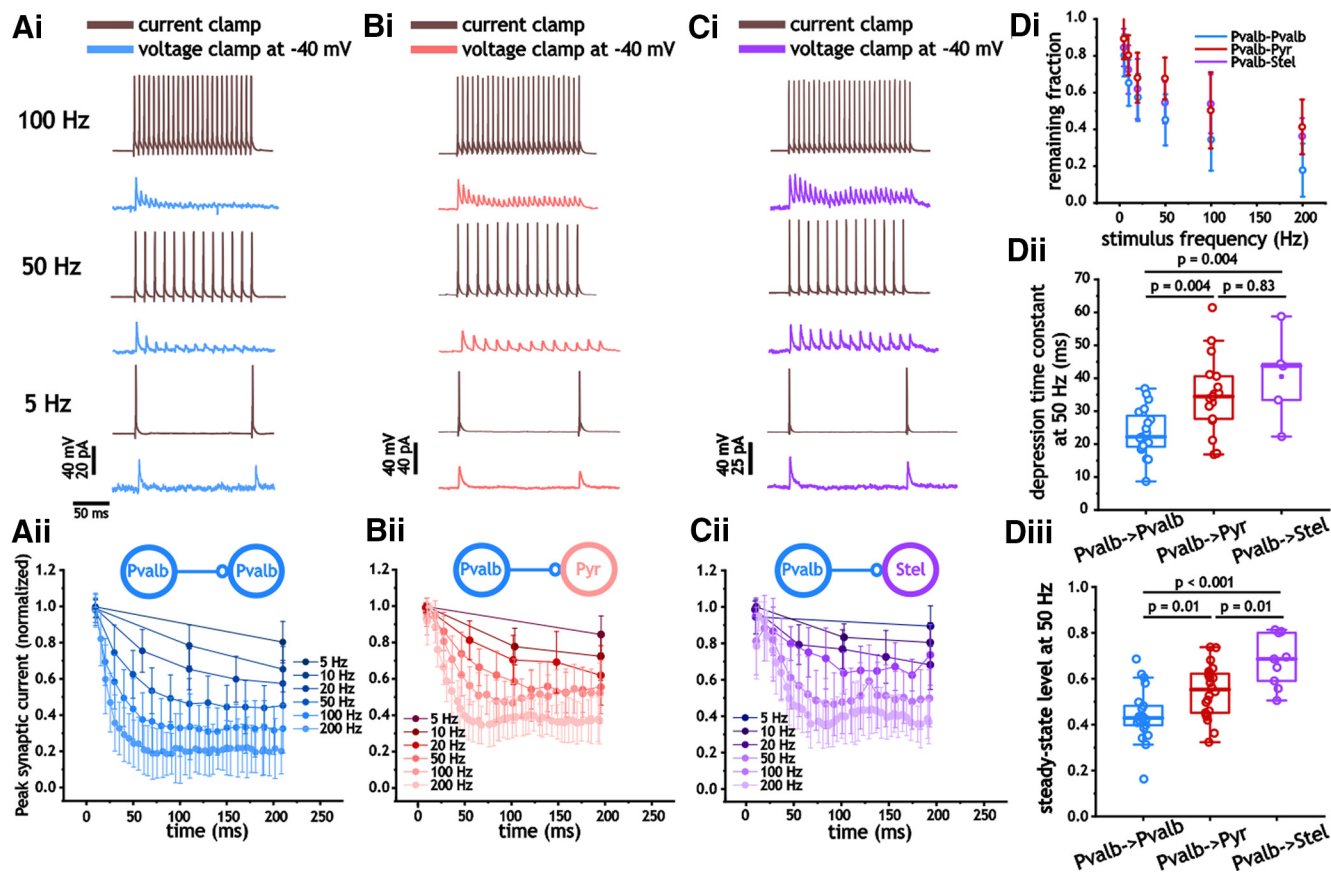 Ai
current clamp
voltage clamp at -40 mV
100 Hz
50 Hz
5 Hz
40 mV
20 pA
50 ms
Bi
current clamp
voltage clamp at -40 mV
40 mV
40 pA
Ci
current clamp
voltage clamp at -40 mV
40 mV
25 pA
Di
1.0
0.8
0.6
0.4
0.2
0.0
remaining fraction
Pvalb-Pvalb
Pvalb-Pyr
Pvalb-Stel
0 50 100 150 200
stimulus frequency (Hz)
Dii
p = 0.004
p = 0.004
p = 0.83
70
60
50
40
30
20
10
0
depression time constant
at 50 Hz (ms)
Pvalb->Pvalb
Pvalb->Pyr
Pvalb->Stel
Aii
Pvalb
Pvalb
1.2
1.0
0.8
0.6
0.4
0.2
0.0
Peak synaptic current (normalized)
5 Hz
10 Hz
20 Hz
50 Hz
100 Hz
200 Hz
0 50 100 150 200 250
time (ms)
Bii
Pvalb
Pyr
1.2
1.0
0.8
0.6
0.4
0.2
0.0
5 Hz
10 Hz
20 Hz
50 Hz
100 Hz
200 Hz
0 50 100 150 200 250
time (ms)
Cii
Pvalb
Stel
1.2
1.0
0.8
0.6
0.4
0.2
0.0
5 Hz
10 Hz
20 Hz
50 Hz
100 Hz
200 Hz
0 50 100 150 200 250
time (ms)
Diii
p < 0.001
p = 0.01
p = 0.01
1.0
0.8
0.6
0.4
0.2
0.0
steady-state level at 50 Hz
Pvalb->Pvalb
Pvalb->Pyr
Pvalb->Stel